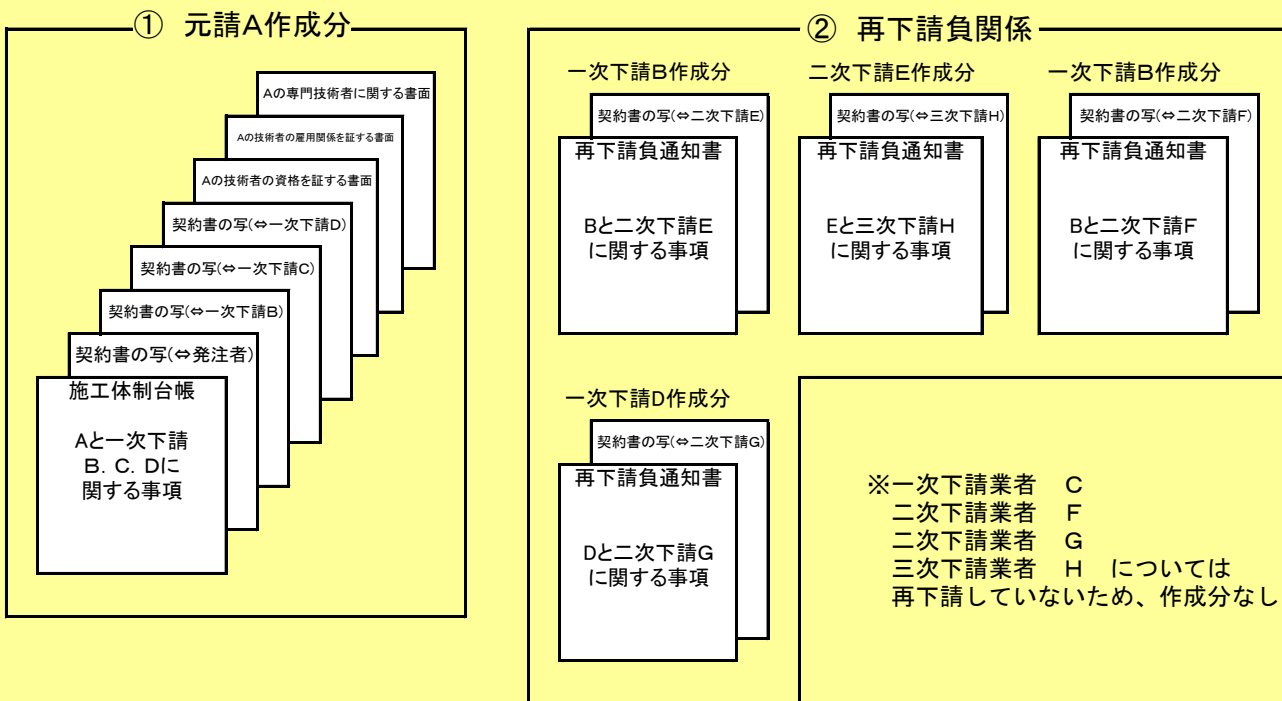 ① 元請A作成分
Aの専門技術者に関する書面
Aの技術者の雇用関係を証する書面
Aの技術者の資格を証する書面
契約書の写(⇔一次下請D)
契約書の写(⇔一次下請C)
契約書の写(⇔一次下請B)
契約書の写(⇔発注者)
施工体制台帳
Aと一次下請
B. C. Dに
関する事項
② 再下請負関係
一次下請B作成分
契約書の写(⇔二次下請E)
再下請負通知書
Bと二次下請E
に関する事項
二次下請E作成分
契約書の写(⇔三次下請H)
再下請負通知書
Eと三次下請H
に関する事項
一次下請B作成分
契約書の写(⇔二次下請F)
再下請負通知書
Bと二次下請F
に関する事項
一次下請D作成分
契約書の写(⇔二次下請G)
再下請負通知書
Dと二次下請G
に関する事項
※一次下請業者 C
二次下請業者 F
二次下請業者 G
三次下請業者 H については
再下請していないため、作成分なし